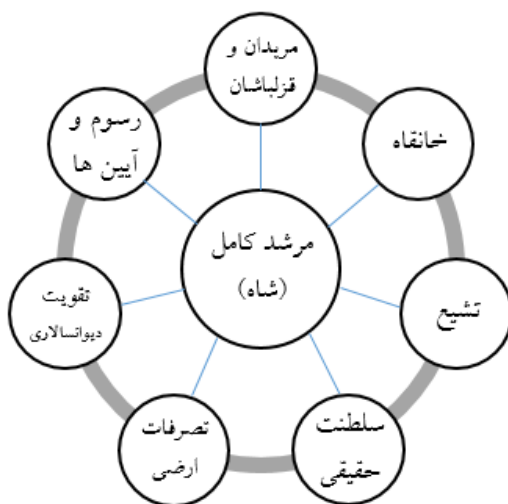 مریدان و
قزلباشان
خانقاه
تشیع
سلطنت
حقیقی
تصرفات
ارضی
تقویت
دیوانسالاری
رسوم و
آیین ها
مرشد کامل
(شاه)